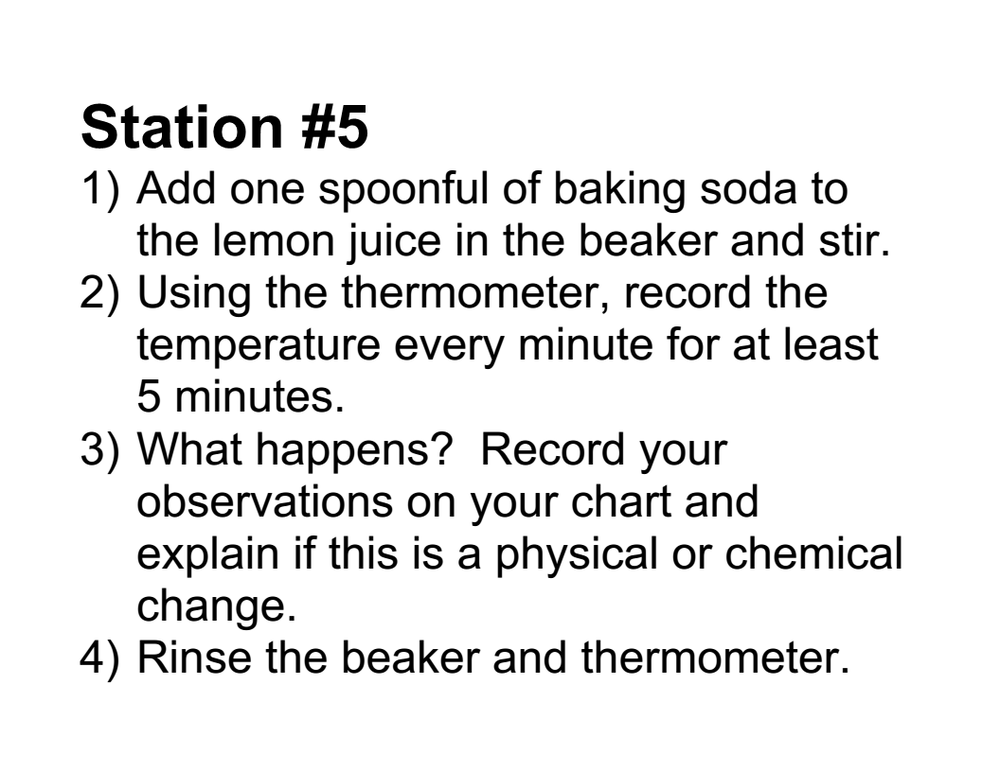 Station #5
1) Add one spoonful of baking soda to
the lemon juice in the beaker and stir.
2) Using the thermometer, record the
temperature every minute for at least
5 minutes.
3) What happens?  Record your
observations on your chart and
explain if this is a physical or chemical
change.
4) Rinse the beaker and thermometer.